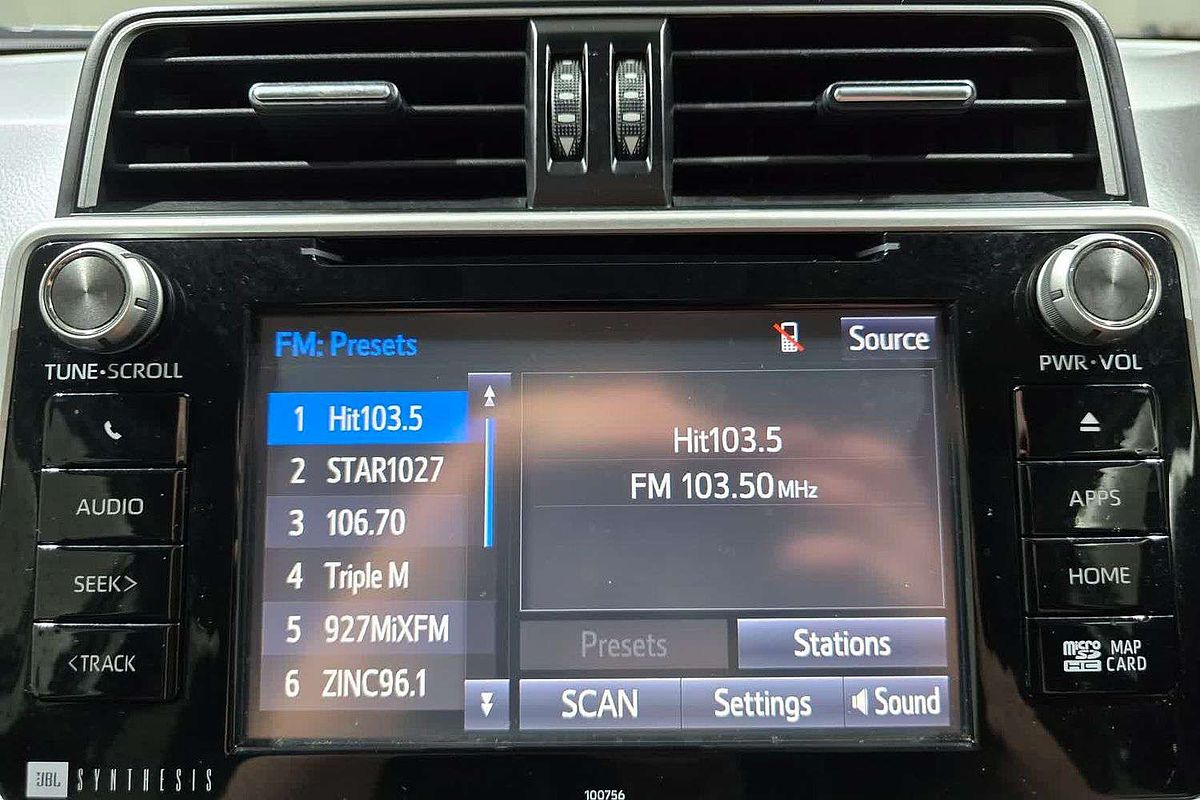 FM: Presets
Source
TUNE•SCROLL
PWR•VOL
1 Hit103.5
2 STAR1027
3 106.70
4 Triple M
5 927MiXFM
6 ZINC96.1
Hit103.5
FM 103.50MHz
Presets
Stations
SCAN
Settings
Sound
AUDIO
SEEK>
<TRACK
APPS
HOME
micro SD HC MAP CARD
JBL SYNTHESIS
100756